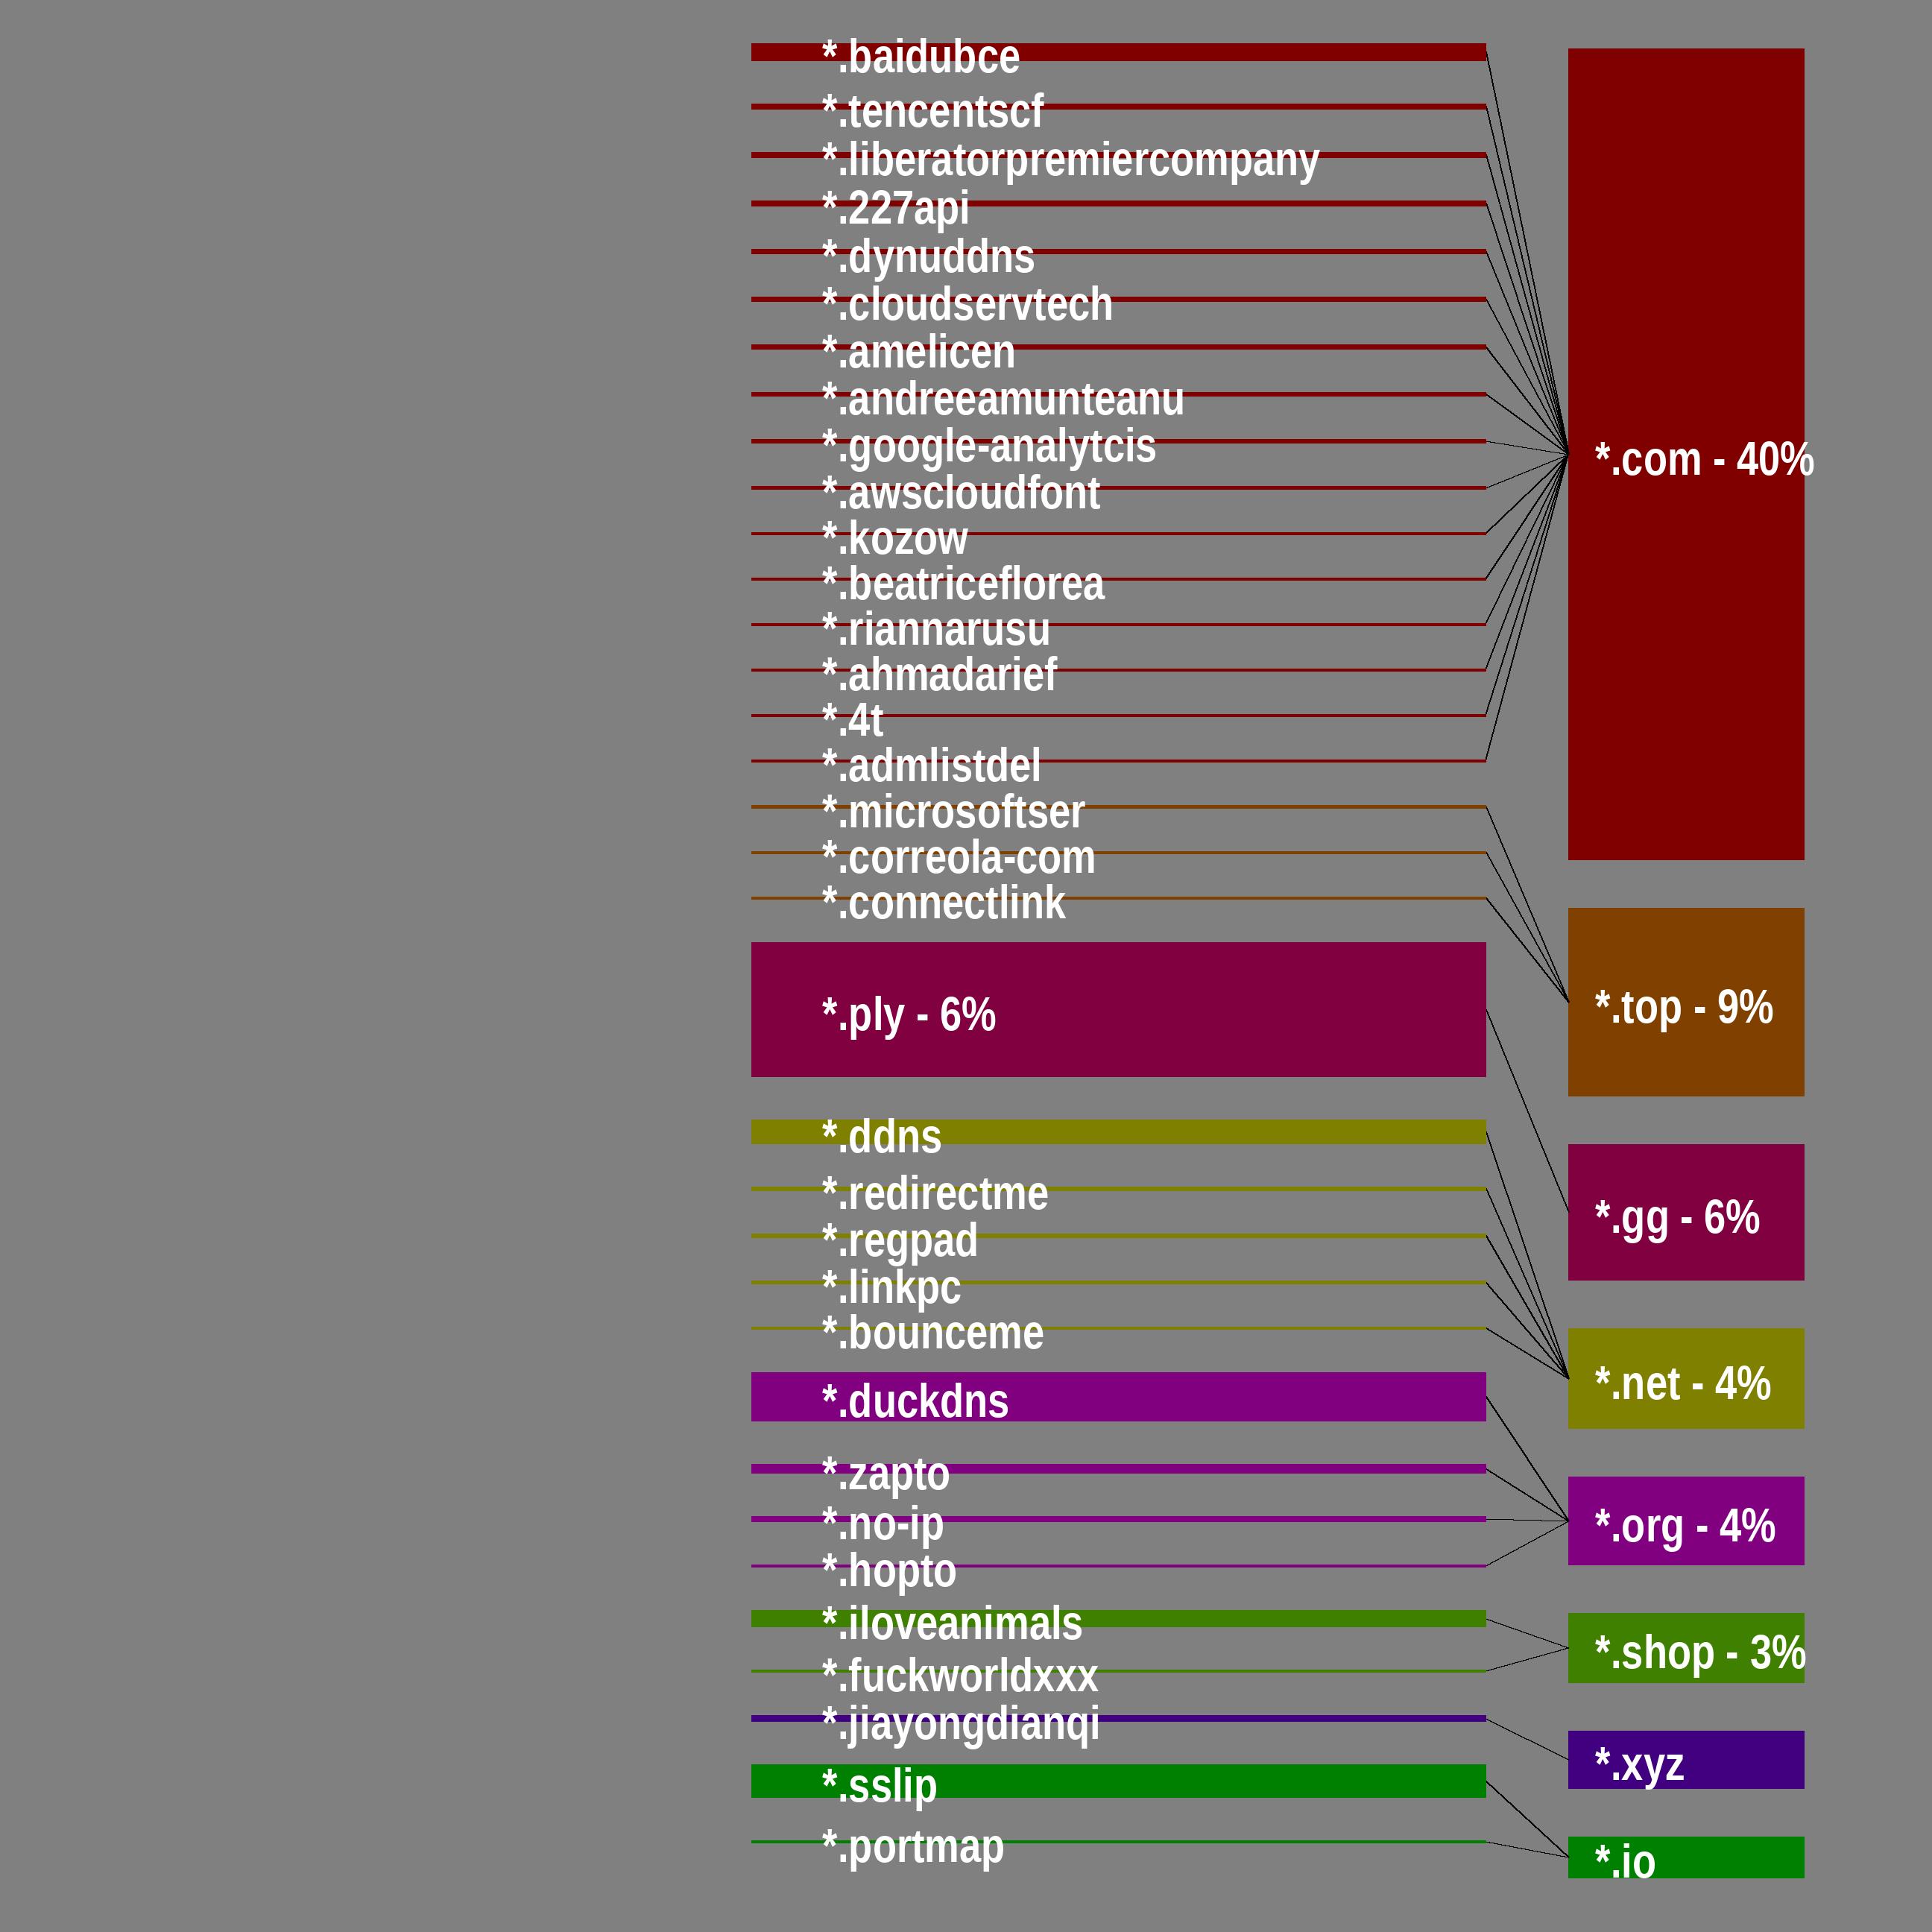 *.baidubce
*.tencentscf
*.liberatorpremiercompany
*.227api
*.dynuddns
*.cloudservtech
*.amelicen
*.andreeamunteanu
*.google-analytcis
*.awscloudfont
*.kozow
*.beatriceflorea
*.riannarusu
*.ahmadarief
*.4t
*.admlistdel
*.microsoftser
*.correola-com
*.connectlink
*.ply - 6%
*.ddns
*.redirectme
*.regpad
*.linkpc
*.bounceme
*.duckdns
*.zapto
*.no-ip
*.hopto
*.iloveanimals
*.fuckworldxxx
*.jiayongdianqi
*.sslip
*.portmap
*.com - 40%
*.top - 9%
*.gg - 6%
*.net - 4%
*.org - 4%
*.shop - 3%
*.xyz
*.io